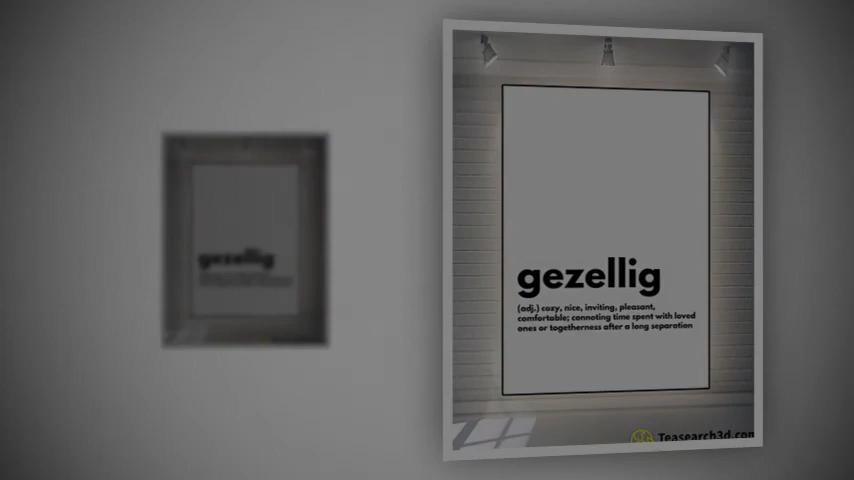 gezellig
gezellig
(adj.) cozy, nice, inviting, pleasant,
comfortable; connoting time spent with loved
ones or togetherness after a long separation
Teasearch3d.com